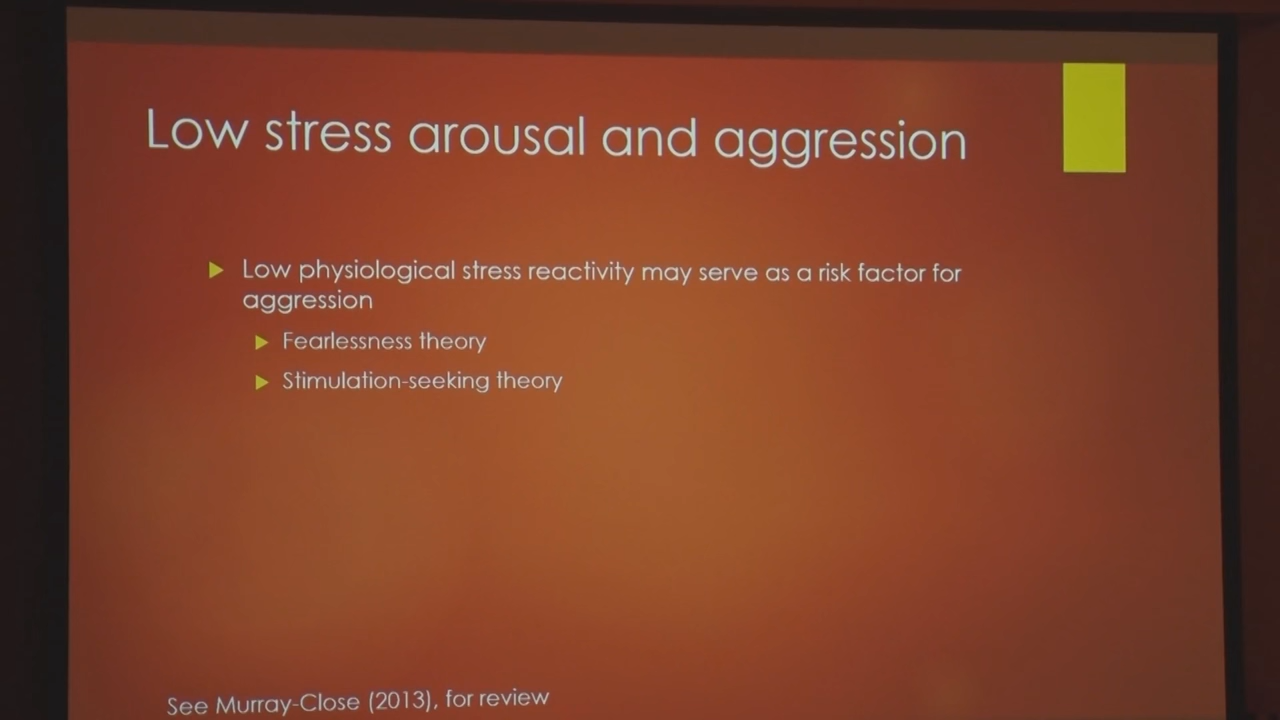 Low stress arousal and aggression
Low physiological stress reactivity may serve as a risk factor for
aggression
Fearlessness theory
Stimulation-seeking theory
See Murray-Close (2013), for review